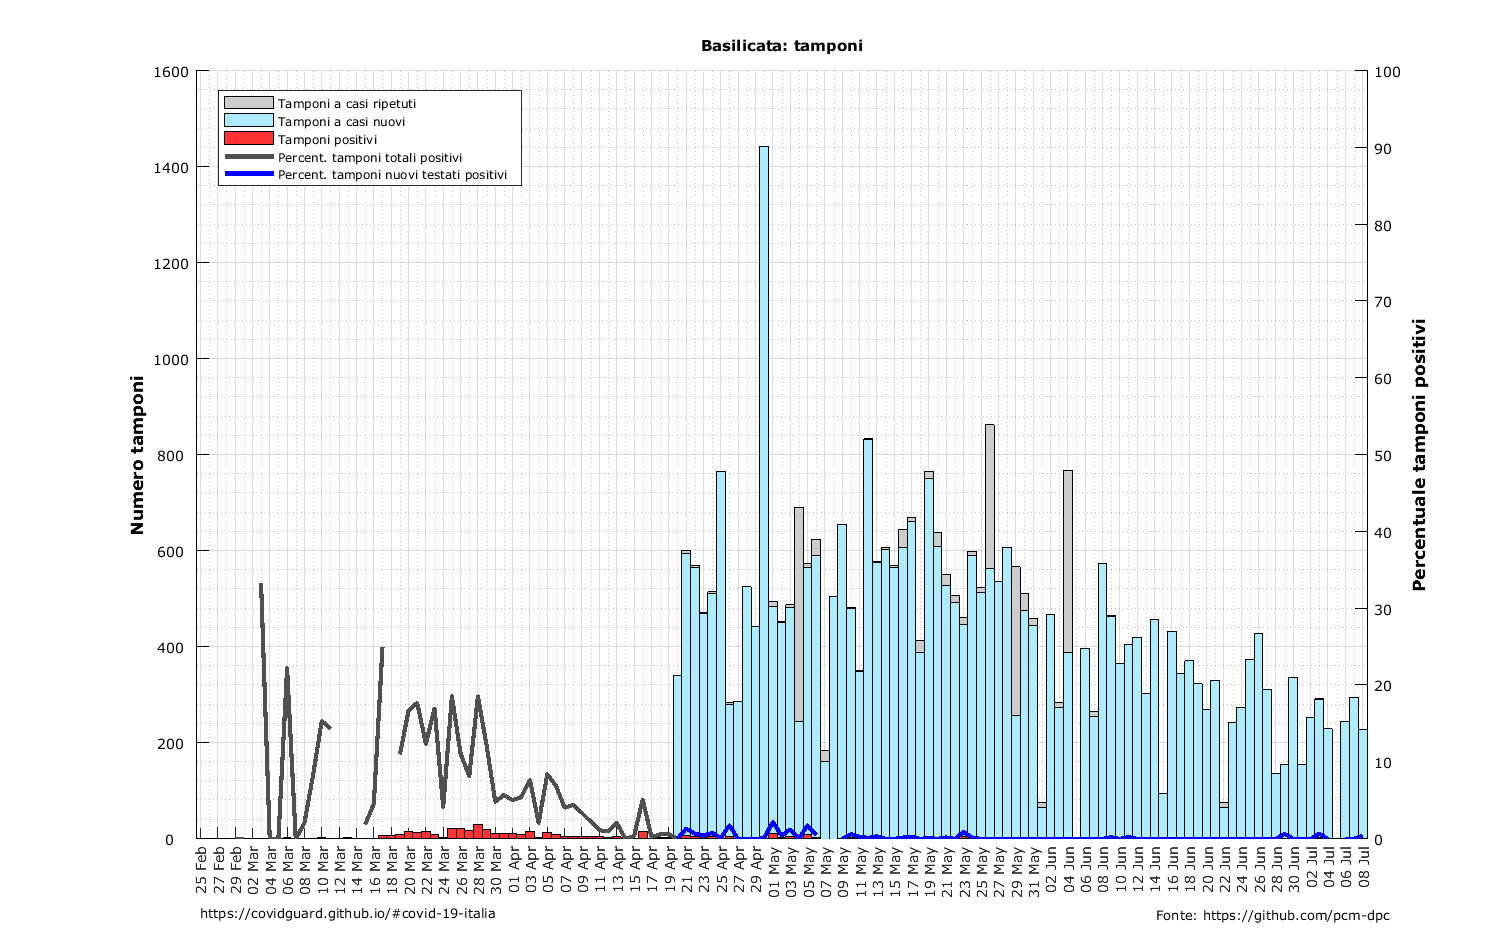 Basilicata: tamponi
Tamponi a casi ripetuti
Tamponi a casi nuovi
Tamponi positivi
Percent. tamponi totali positivi
Percent. tamponi nuovi testati positivi
Numero tamponi
1600
1400
1200
1000
800
600
400
200
0
100
90
80
70
60
50
40
30
20
10
0
Percentuale tamponi positivi
25 Feb
27 Feb
29 Feb
02 Mar
04 Mar
06 Mar
08 Mar
10 Mar
12 Mar
14 Mar
16 Mar
18 Mar
20 Mar
22 Mar
24 Mar
26 Mar
28 Mar
30 Mar
01 Apr
03 Apr
05 Apr
07 Apr
09 Apr
11 Apr
13 Apr
15 Apr
17 Apr
19 Apr
21 Apr
23 Apr
25 Apr
27 Apr
29 Apr
01 May
03 May
05 May
07 May
09 May
11 May
13 May
15 May
17 May
19 May
21 May
23 May
25 May
27 May
29 May
31 May
02 Jun
04 Jun
06 Jun
08 Jun
10 Jun
12 Jun
14 Jun
16 Jun
18 Jun
20 Jun
22 Jun
24 Jun
26 Jun
28 Jun
30 Jun
02 Jul
04 Jul
06 Jul
08 Jul
https://covidguard.github.io/#covid-19-italia
Fonte: https://github.com/pcm-dpc